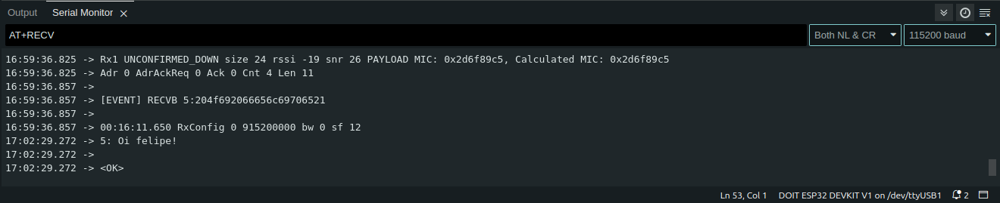 Output Serial Monitor
AT+RECV Both NL & CR 115200 baud
16:59:36.825 -> Rx1 UNCONFIRMED_DOWN size 24 rssi -19 snr 26 PAYLOAD MIC: 0x2d6f89c5, Calculated MIC: 0x2d6f89c5
16:59:36.825 -> Adr 0 AdrAckReq 0 Ack 0 Cnt 4 Len 11
16:59:36.857 ->
16:59:36.857 -> [EVENT] RECVB 5:204f692066656c69706521
16:59:36.857 ->
16:59:36.857 -> 00:16:11.650 RxConfig 0 915200000 bw 0 sf 12
17:02:29.272 -> 5: Oi felipe!
17:02:29.272 ->
17:02:29.272 -> <OK>
Ln 53, Col 1 DOIT ESP32 DEVKIT V1 on /dev/ttyUSB1 2